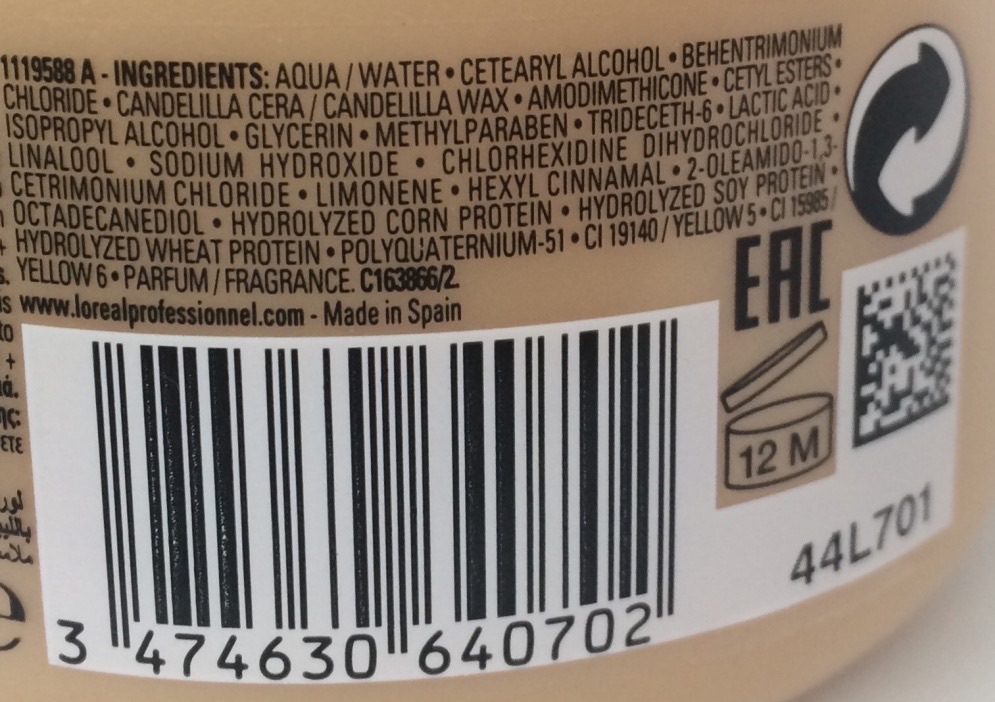 1119588 A - INGREDIENTS: AQUA / WATER • CETEARYL ALCOHOL • BEHENTRIMONIUM
CHLORIDE • CANDELILLA CERA / CANDELILLA WAX • AMODIMETHICONE • CETYL ESTERS •
ISOPROPYL ALCOHOL • GLYCERIN • METHYLPARABEN • TRIDECETH-6 • LACTIC ACID •
LINALOOL • SODIUM HYDROXIDE • CHLORHEXIDINE DIHYDROCHLORIDE •
CETRIMONIUM CHLORIDE • LIMONENE • HEXYL CINNAMAL • 2-OLEAMIDO-1,3-
OCTADECANEDIOL • HYDROLYZED CORN PROTEIN • HYDROLYZED SOY PROTEIN •
HYDROLYZED WHEAT PROTEIN • POLYQUATERNIUM-51 • CI 19140 / YELLOW 5 • CI 15985 /
YELLOW 6 • PARFUM / FRAGRANCE. C163866/2
www.lorealprofessionnel.com - Made in Spain
EAC
12 M
44L701
3 474630 640702